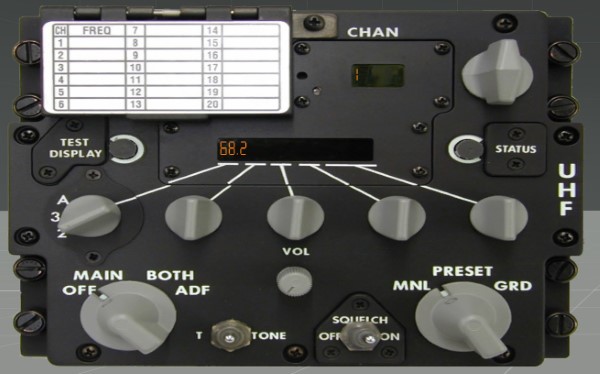 CHAN
CH FREQ 7 14
1 8 15
2 9 16
3 10 17
4 11 18
5 12 19
6 13 20
1
TEST
DISPLAY
68.2
STATUS
UHF
A
3
2
VOL
MAIN BOTH
OFF ADF
PRESET
MNL GRD
T TONE
SQUELCH
OFF ON